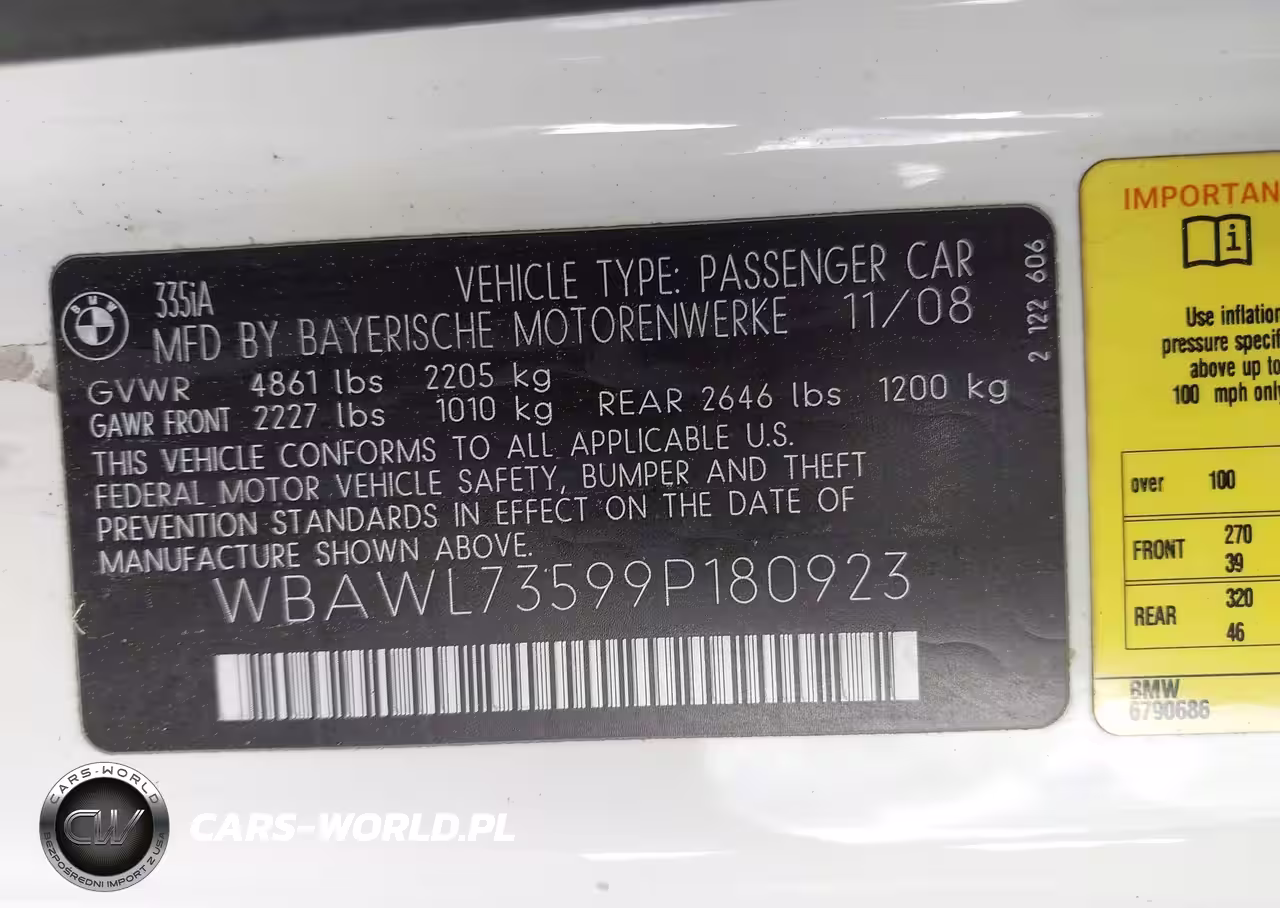 335iA
VEHICLE TYPE: PASSENGER CAR
MFD BY BAYERISCHE MOTORENWERKE 11/08
GVWR 4861 lbs 2205 kg
GAWR FRONT 2227 lbs 1010 kg REAR 2646 lbs 1200 kg
THIS VEHICLE CONFORMS TO ALL APPLICABLE U.S.
FEDERAL MOTOR VEHICLE SAFETY, BUMPER AND THEFT
PREVENTION STANDARDS IN EFFECT ON THE DATE OF
MANUFACTURE SHOWN ABOVE.
WBAWL73599P180923
2 122 606
BMW
IMPORTAN
i
Use inflation
pressure specif
above up to
100 mph only
over 100
FRONT 270
39
REAR 320
46
BMW
6790686
CARS-WORLD
CW
BEZPOŚREDNI IMPORT Z USA
CARS-WORLD.PL